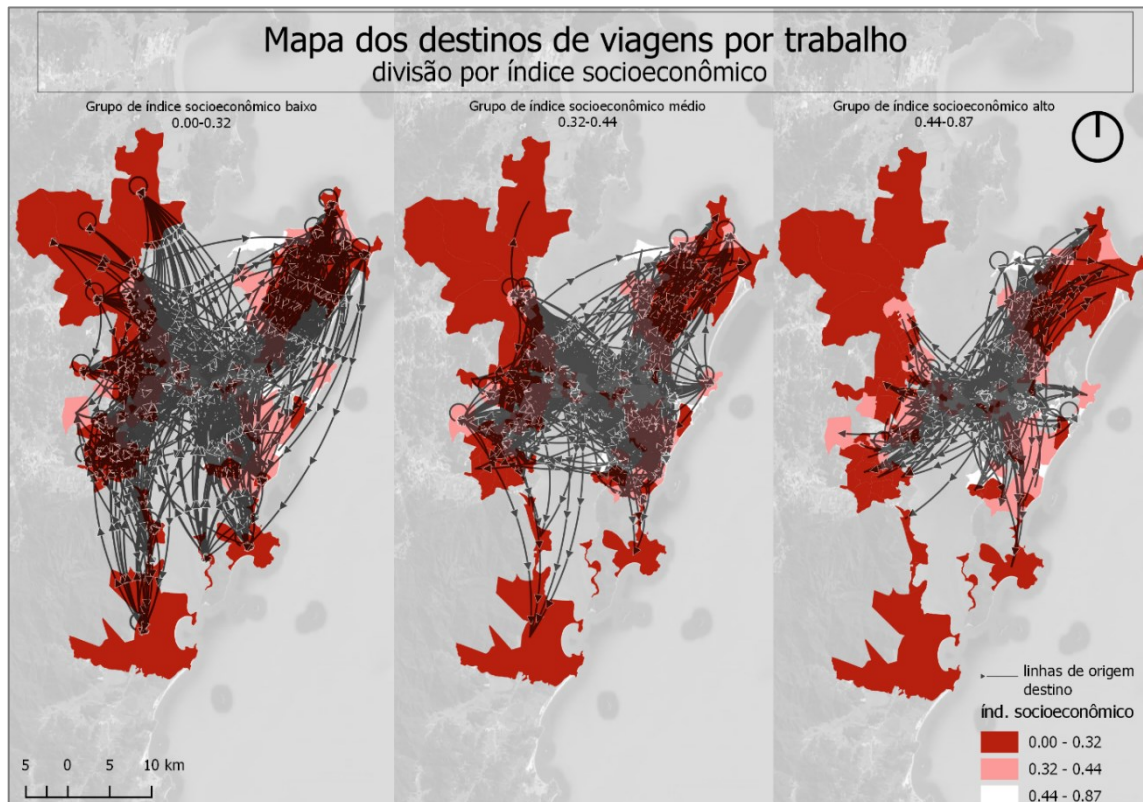 Mapa dos destinos de viagens por trabalho
divisão por índice socioeconômico
Grupo de índice socioeconômico baixo
0.00-0.32
Grupo de índice socioeconômico médio
0.32-0.44
Grupo de índice socioeconômico alto
0.44-0.87
linhas de origem
destino
índ. socioeconômico
0.00 - 0.32
0.32 - 0.44
0.44 - 0.87
5 0 5 10 km